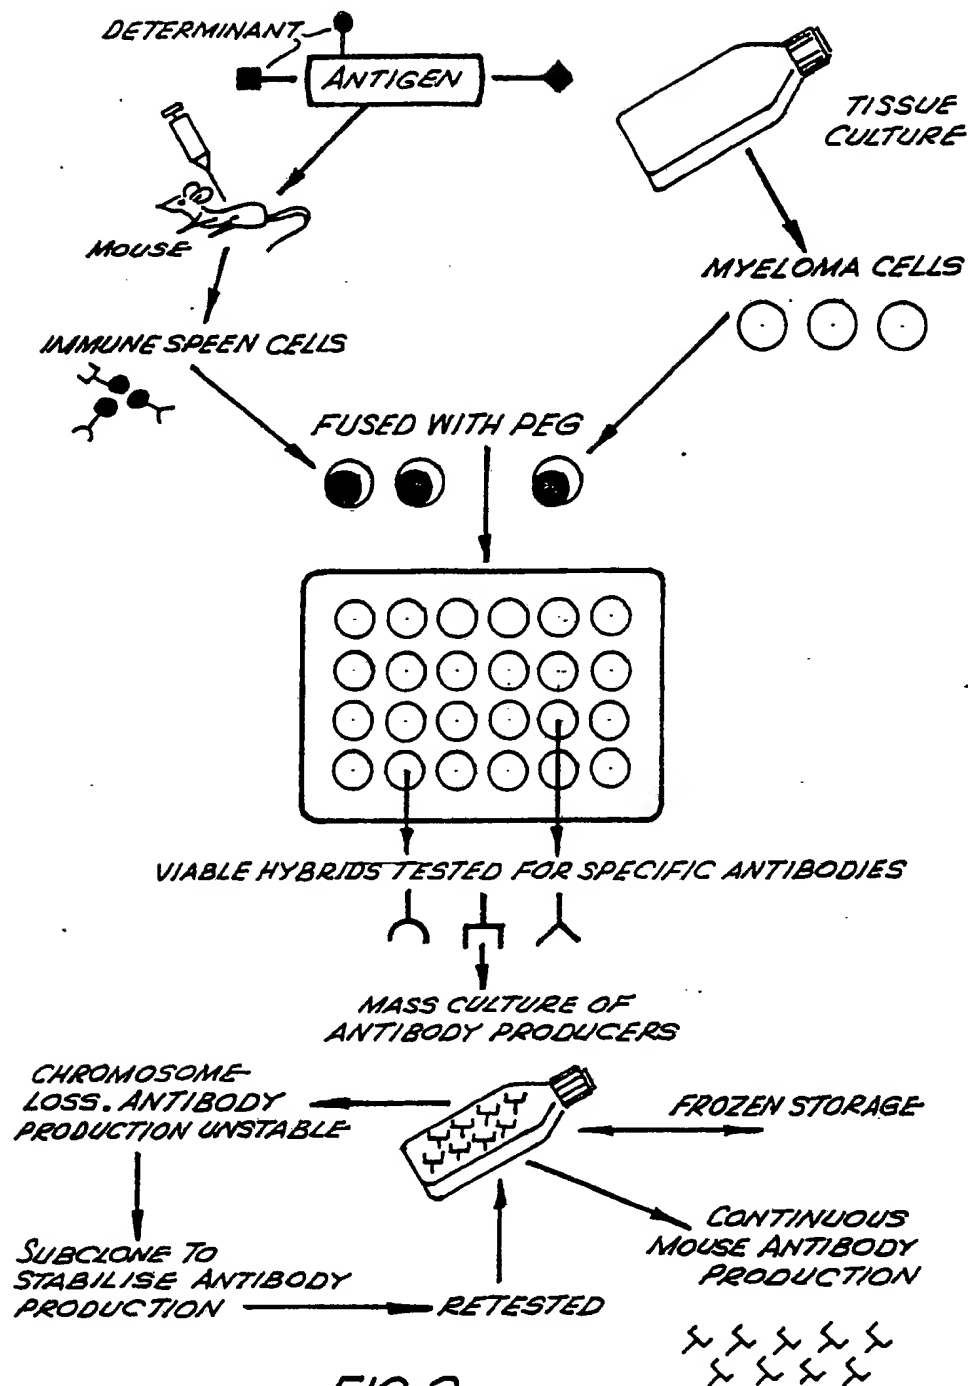 DETERMINANT
ANTIGEN
TISSUE
CULTURE
MOUSE
MYELOMA CELLS
IMMUNE SPEEN CELLS
FUSED WITH PEG
VIABLE HYBRIDS TESTED FOR SPECIFIC ANTIBODIES
MASS CULTURE OF
ANTIBODY PRODUCERS
CHROMOSOME
LOSS. ANTIBODY
PRODUCTION UNSTABLE
FROZEN STORAGE
CONTINUOUS
MOUSE ANTIBODY
PRODUCTION
SUBCLONE TO
STABILISE ANTIBODY
PRODUCTION
RETESTED